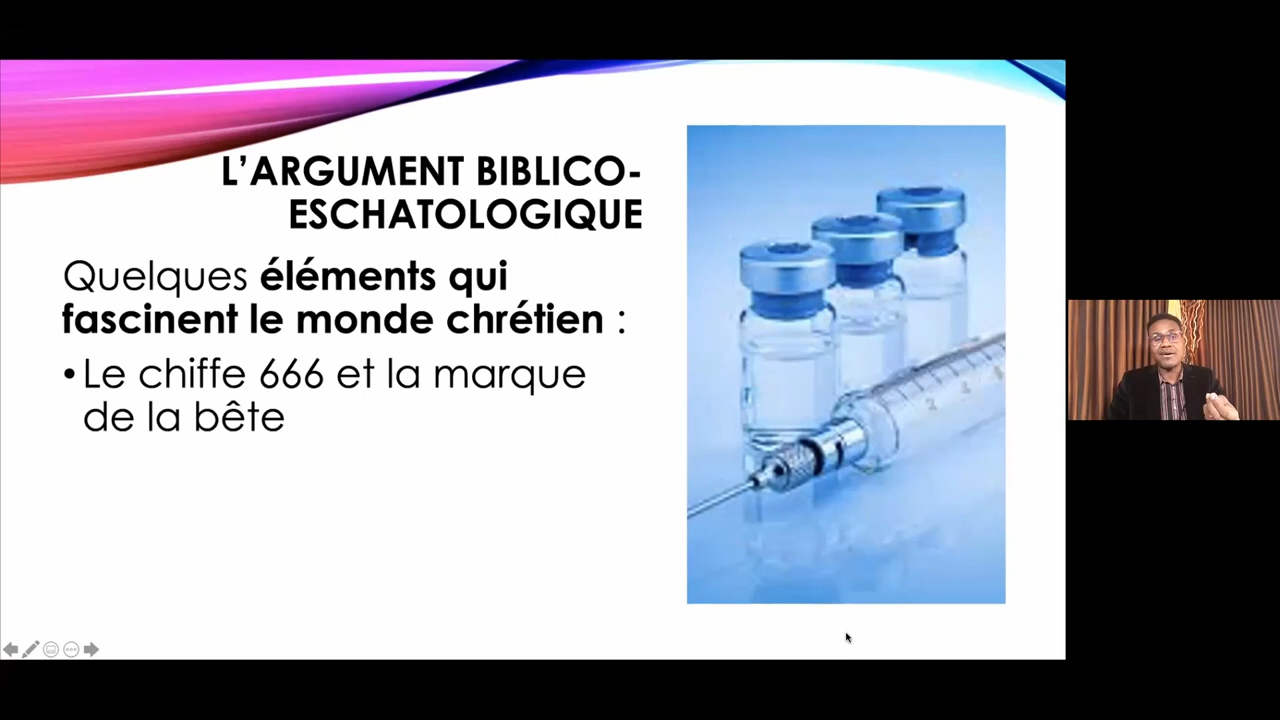 L’ARGUMENT BIBLICO-
ESCHATOLOGIQUE
Quelques éléments qui
fascinent le monde chrétien :
• Le chiffe 666 et la marque
de la bête